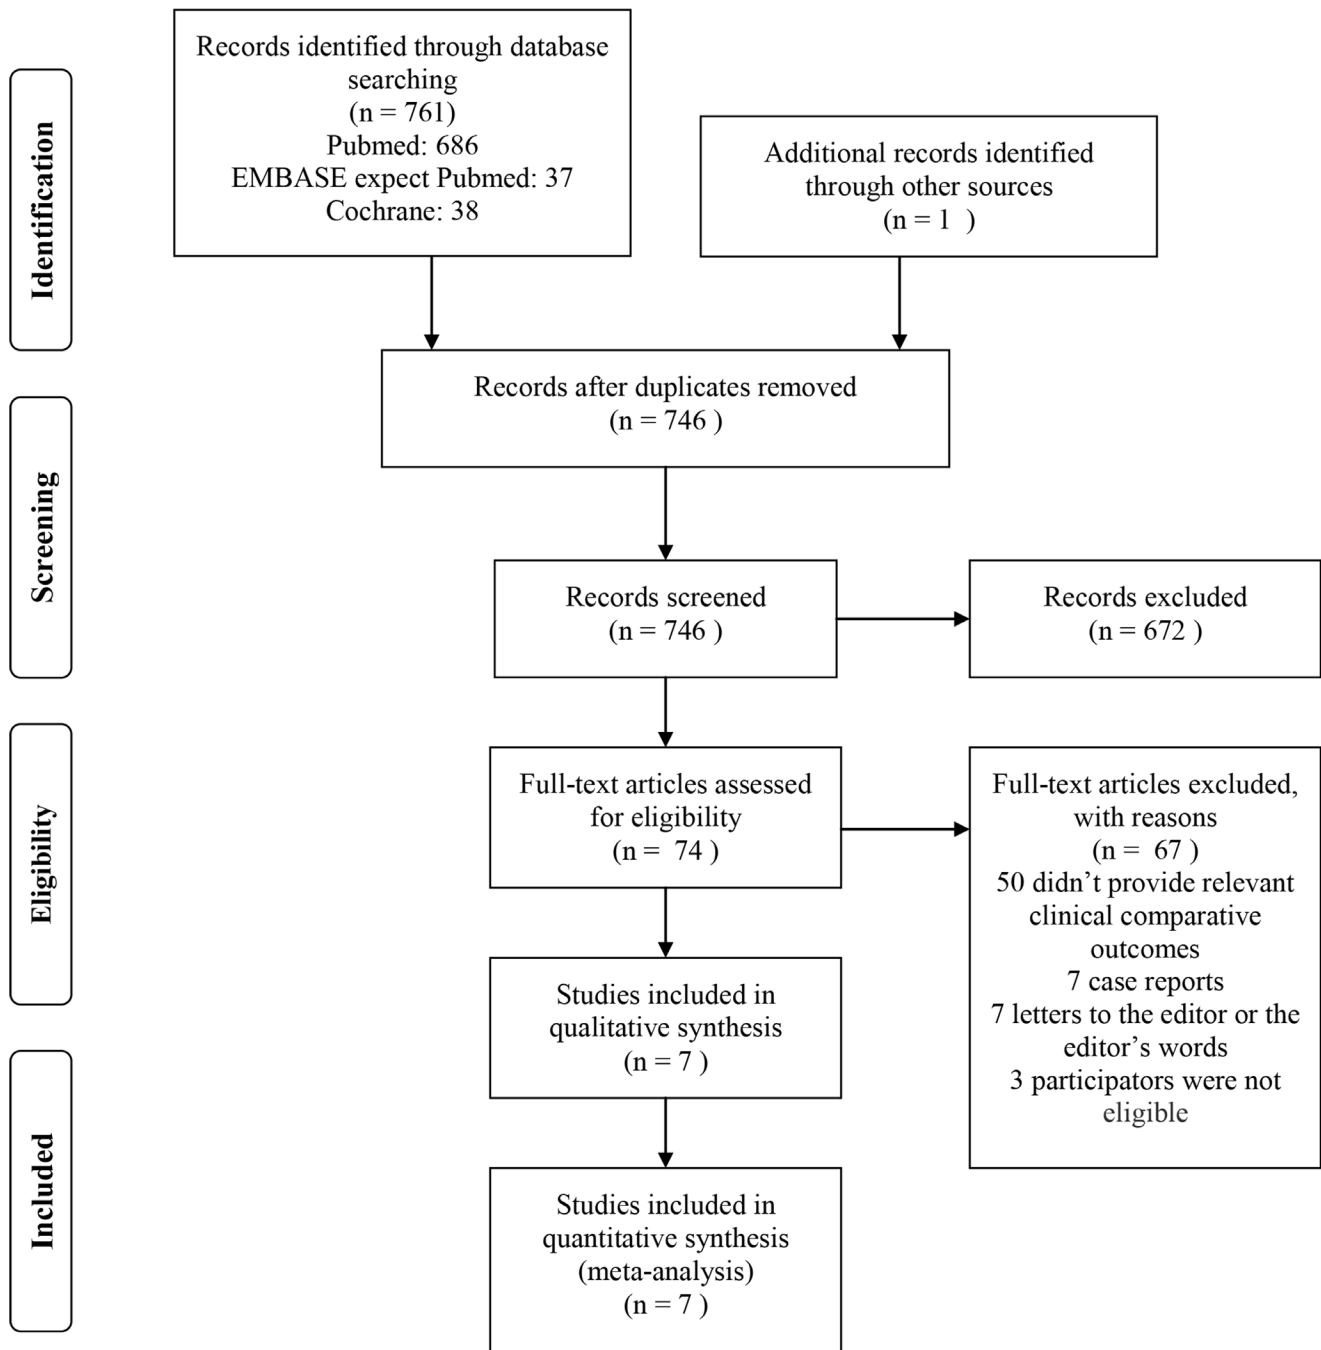 Identification
Records identified through database
searching
(n = 761)
Pubmed: 686
EMBASE expect Pubmed: 37
Cochrane: 38
Additional records identified
through other sources
(n = 1  )
Records after duplicates removed
(n = 746 )
Screening
Records screened
(n = 746 )
Records excluded
(n = 672 )
Eligibility
Full-text articles assessed
for eligibility
(n =  74 )
Full-text articles excluded,
with reasons
(n =  67 )
50 didn’t provide relevant
clinical comparative
outcomes
7 case reports
7 letters to the editor or the
editor’s words
3 participators were not
eligible
Studies included in
qualitative synthesis
(n = 7 )
Included
Studies included in
quantitative synthesis
(meta-analysis)
(n = 7 )